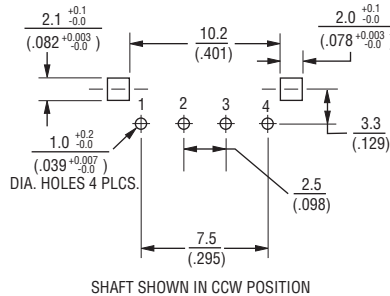 2.1 +0.1 -0.0
(.082 +0.003 -0.0)
10.2
(.401)
2.0 +0.1 -0.0
(.078 +0.003 -0.0)
1 2 3 4
1.0 +0.2 -0.0
(.039 +0.007 -0.0)
DIA. HOLES 4 PLCS.
3.3
(.129)
2.5
(.098)
7.5
(.295)
SHAFT SHOWN IN CCW POSITION